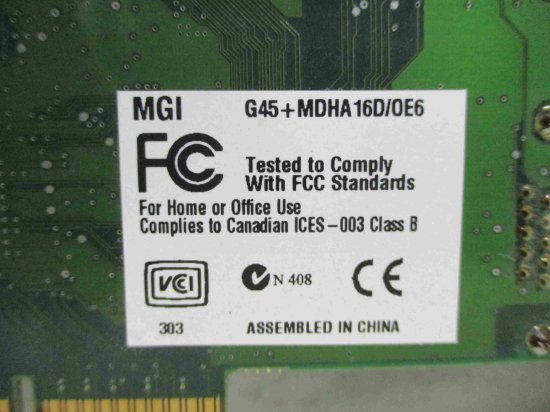 MGI G45+MDHA16D/0E6
FC
Tested to Comply
With FCC Standards
For Home or Office Use
Complies to Canadian ICES-003 Class B
VCI N 408 CE
303 ASSEMBLED IN CHINA